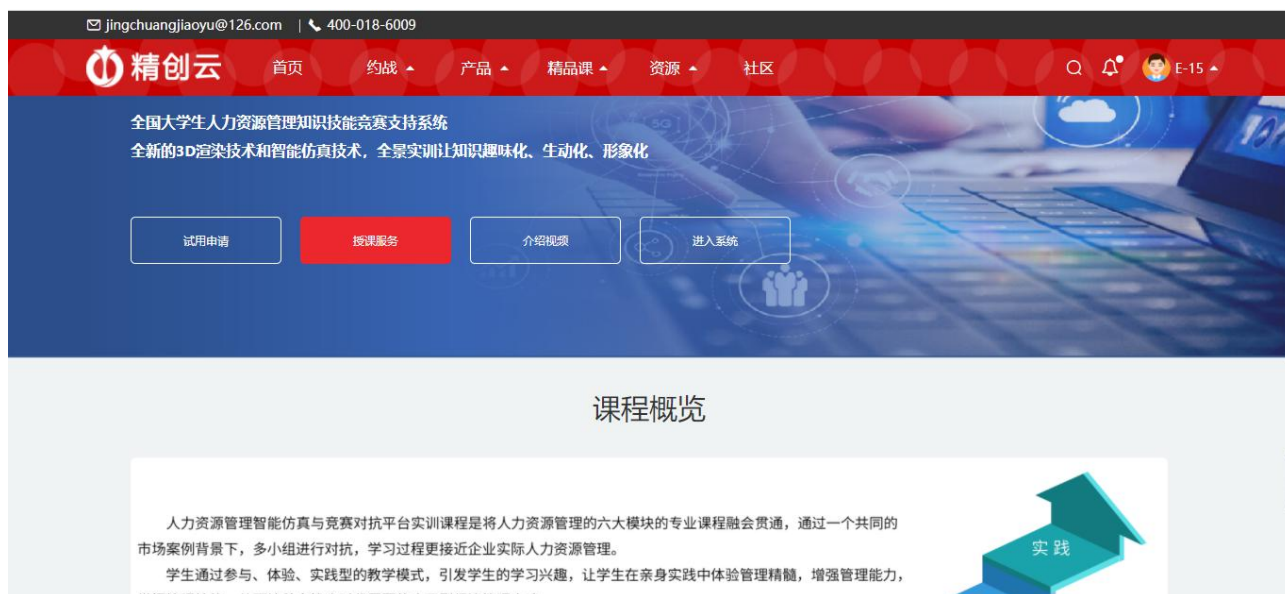 jingchuangjiaoyu@126.com | 400-018-6009
精创云 首页 约战 产品 精品课 资源 社区 E-15
全国大学生人力资源管理知识技能竞赛支持系统
全新的3D渲染技术和智能仿真技术，全景实训让知识趣味化、生动化、形象化
试用申请 授课服务 介绍视频 进入系统
课程概览
人力资源管理智能仿真与竞赛对抗平台实训课程是将人力资源管理的六大模块的专业课程融会贯通，通过一个共同的
市场案例背景下，多小组进行对抗，学习过程更接近企业实际人力资源管理。
学生通过参与、体验、实践型的教学模式，引发学生的学习兴趣，让学生在亲身实践中体验管理精髓，增强管理能力，
实践